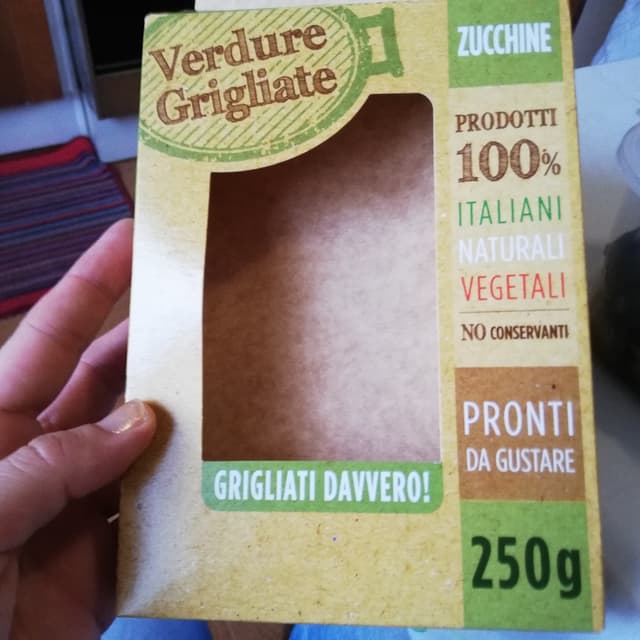 Verdure
Grigliate
ZUCCHINE
PRODOTTI
100%
ITALIANI
NATURALI
VEGETALI
NO CONSERVANTI
PRONTI
DA GUSTARE
GRIGLIATI DAVVERO!
250g